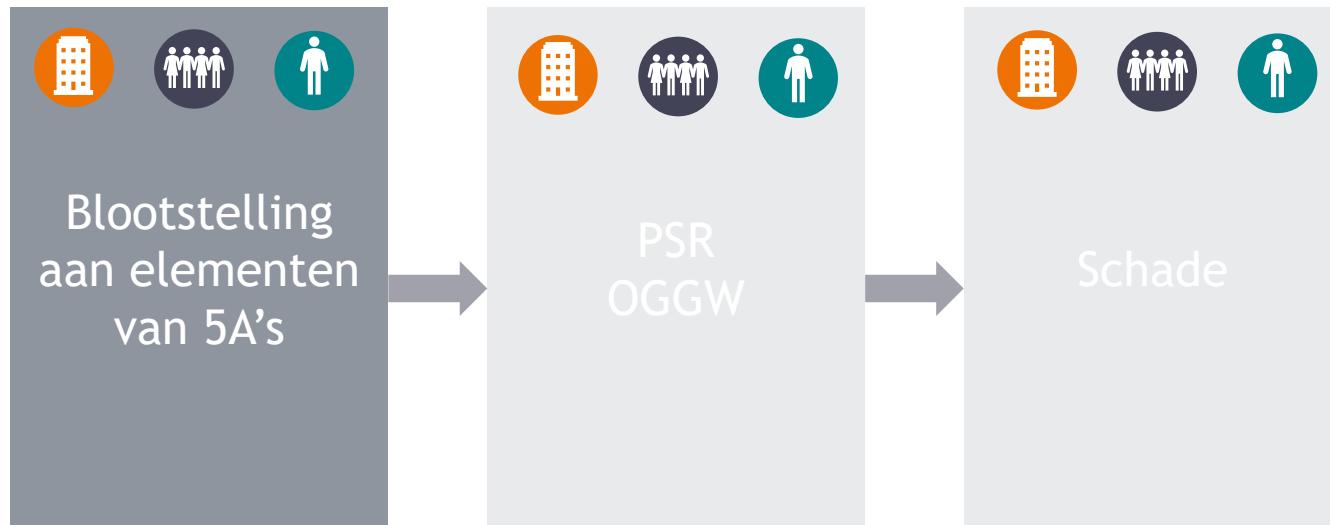 Blootstelling
aan elementen
van 5A’s
PSR
OGGW
Schade